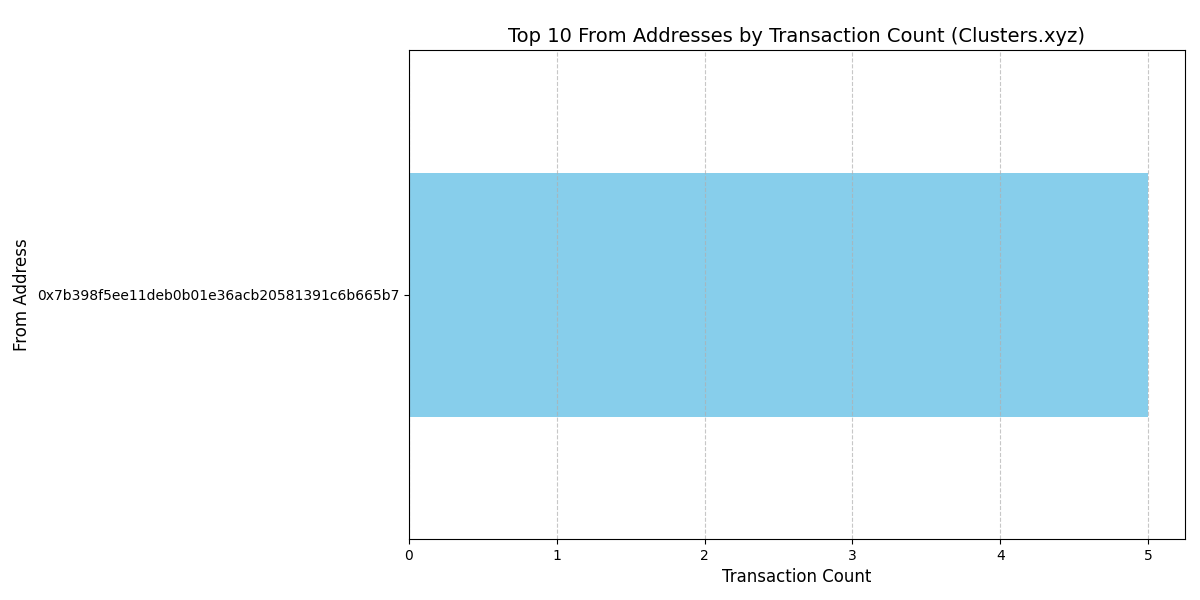 Top 10 From Addresses by Transaction Count (Clusters.xyz)
From Address
0x7b398f5ee11deb0b01e36acb20581391c6b665b7
0 1 2 3 4 5
Transaction Count